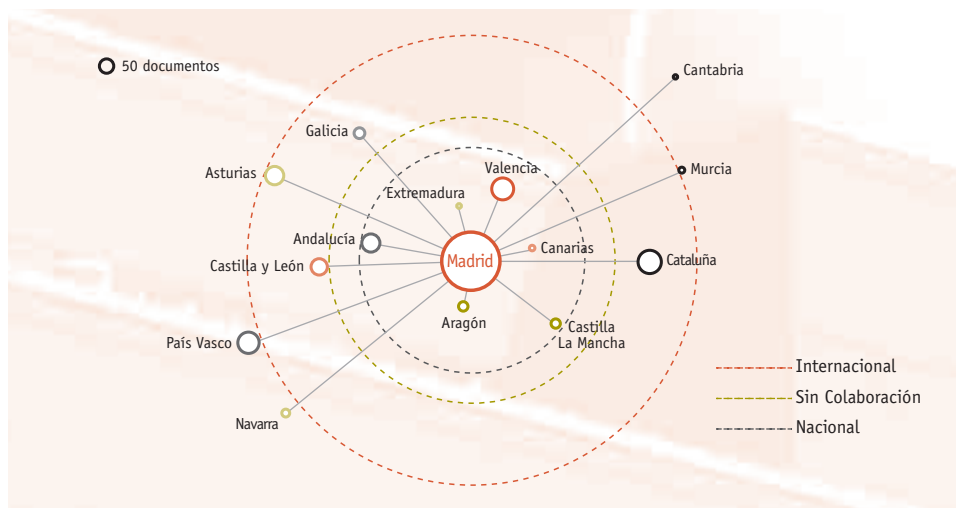 50 documentos
Cantabria
Galicia
Valencia
Murcia
Asturias
Extremadura
Andalucía
Canarias
Castilla y León
Madrid
Cataluña
Aragón
Castilla
La Mancha
País Vasco
Internacional
Sin Colaboración
Navarra
Nacional